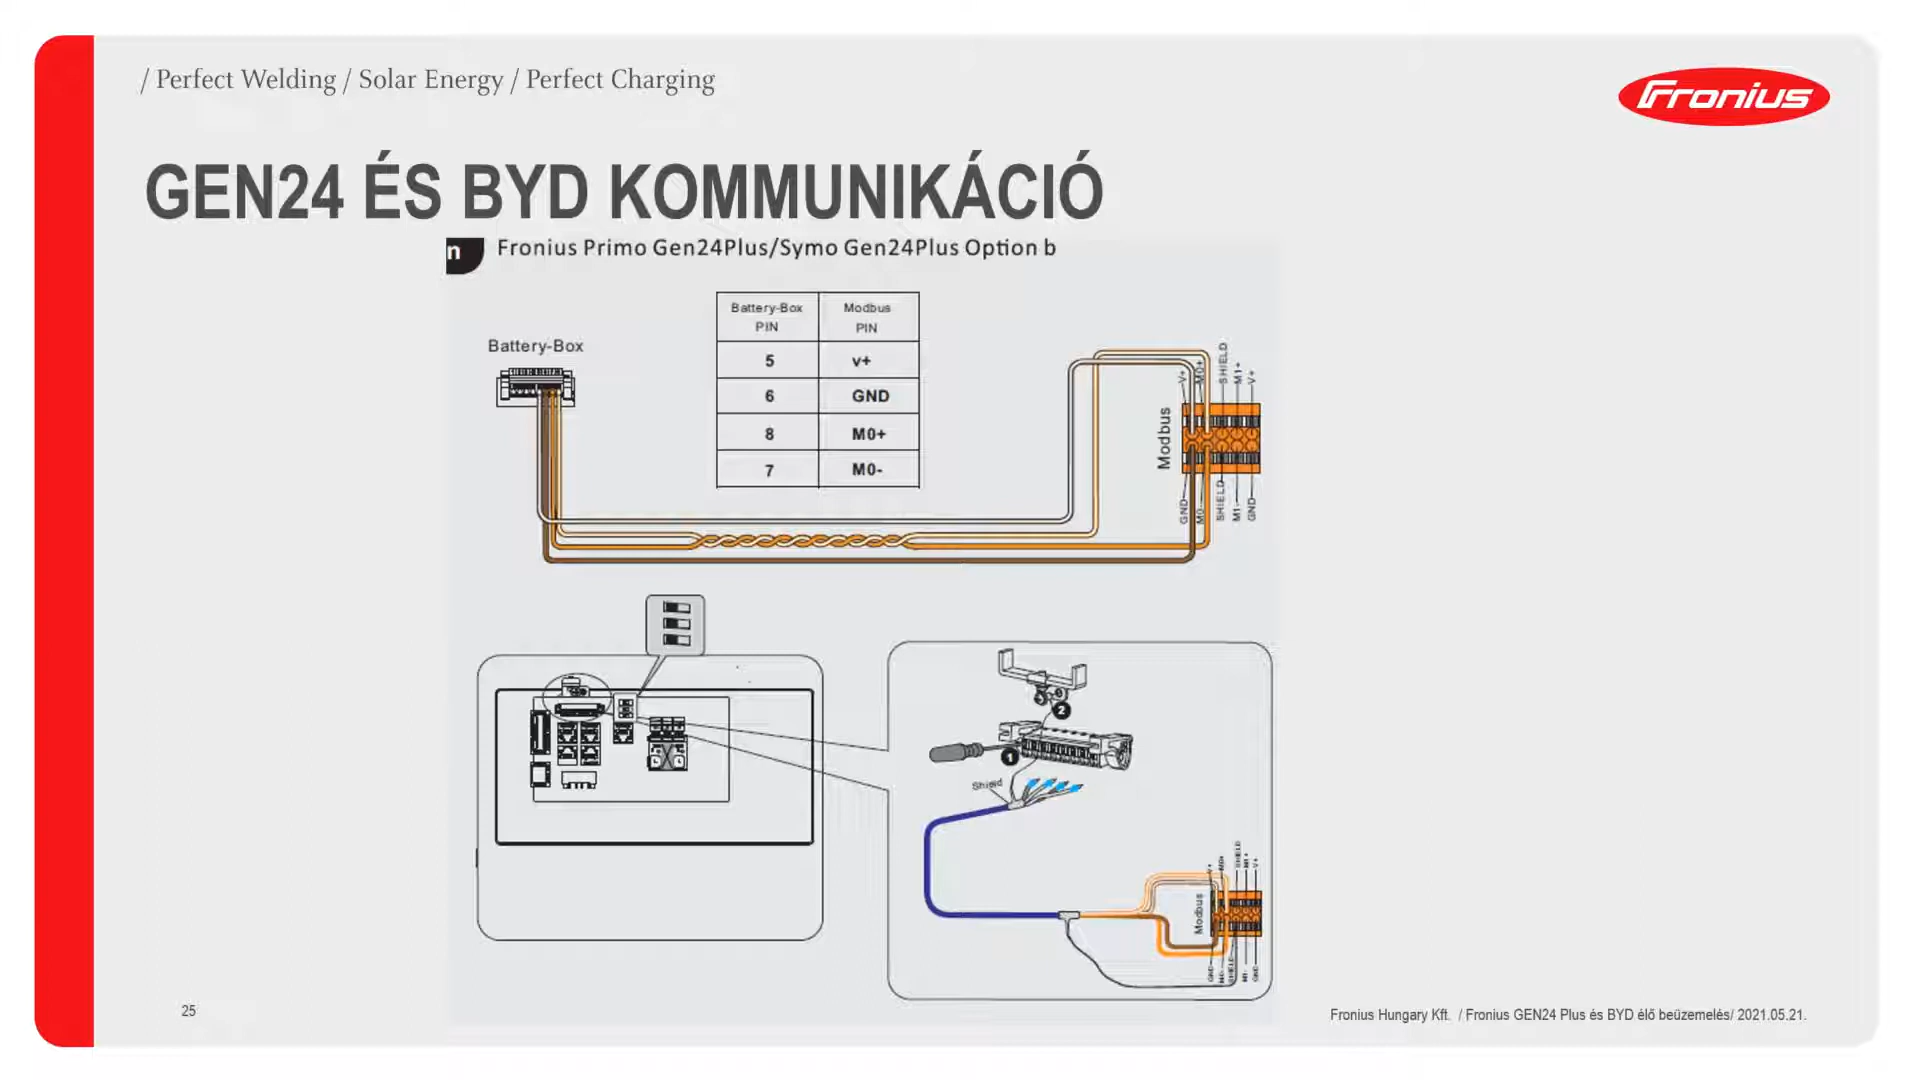 / Perfect Welding / Solar Energy / Perfect Charging
Fronius
GEN24 ÉS BYD KOMMUNIKÁCIÓ
n Fronius Primo Gen24Plus/Symo Gen24Plus Option b
Battery-Box PIN Modbus PIN
5 v+
6 GND
8 M0+
7 M0-
Battery-Box
V+ M0+ SHIELD M1+ V+
Modbus
GND M0- SHIELD M1- GND
2
1
Shield
V+ M0+ SHIELD M1+ V+
Modbus
GND M0- SHIELD M1- GND
25
Fronius Hungary Kft. / Fronius GEN24 Plus és BYD élő beüzemelés/ 2021.05.21.